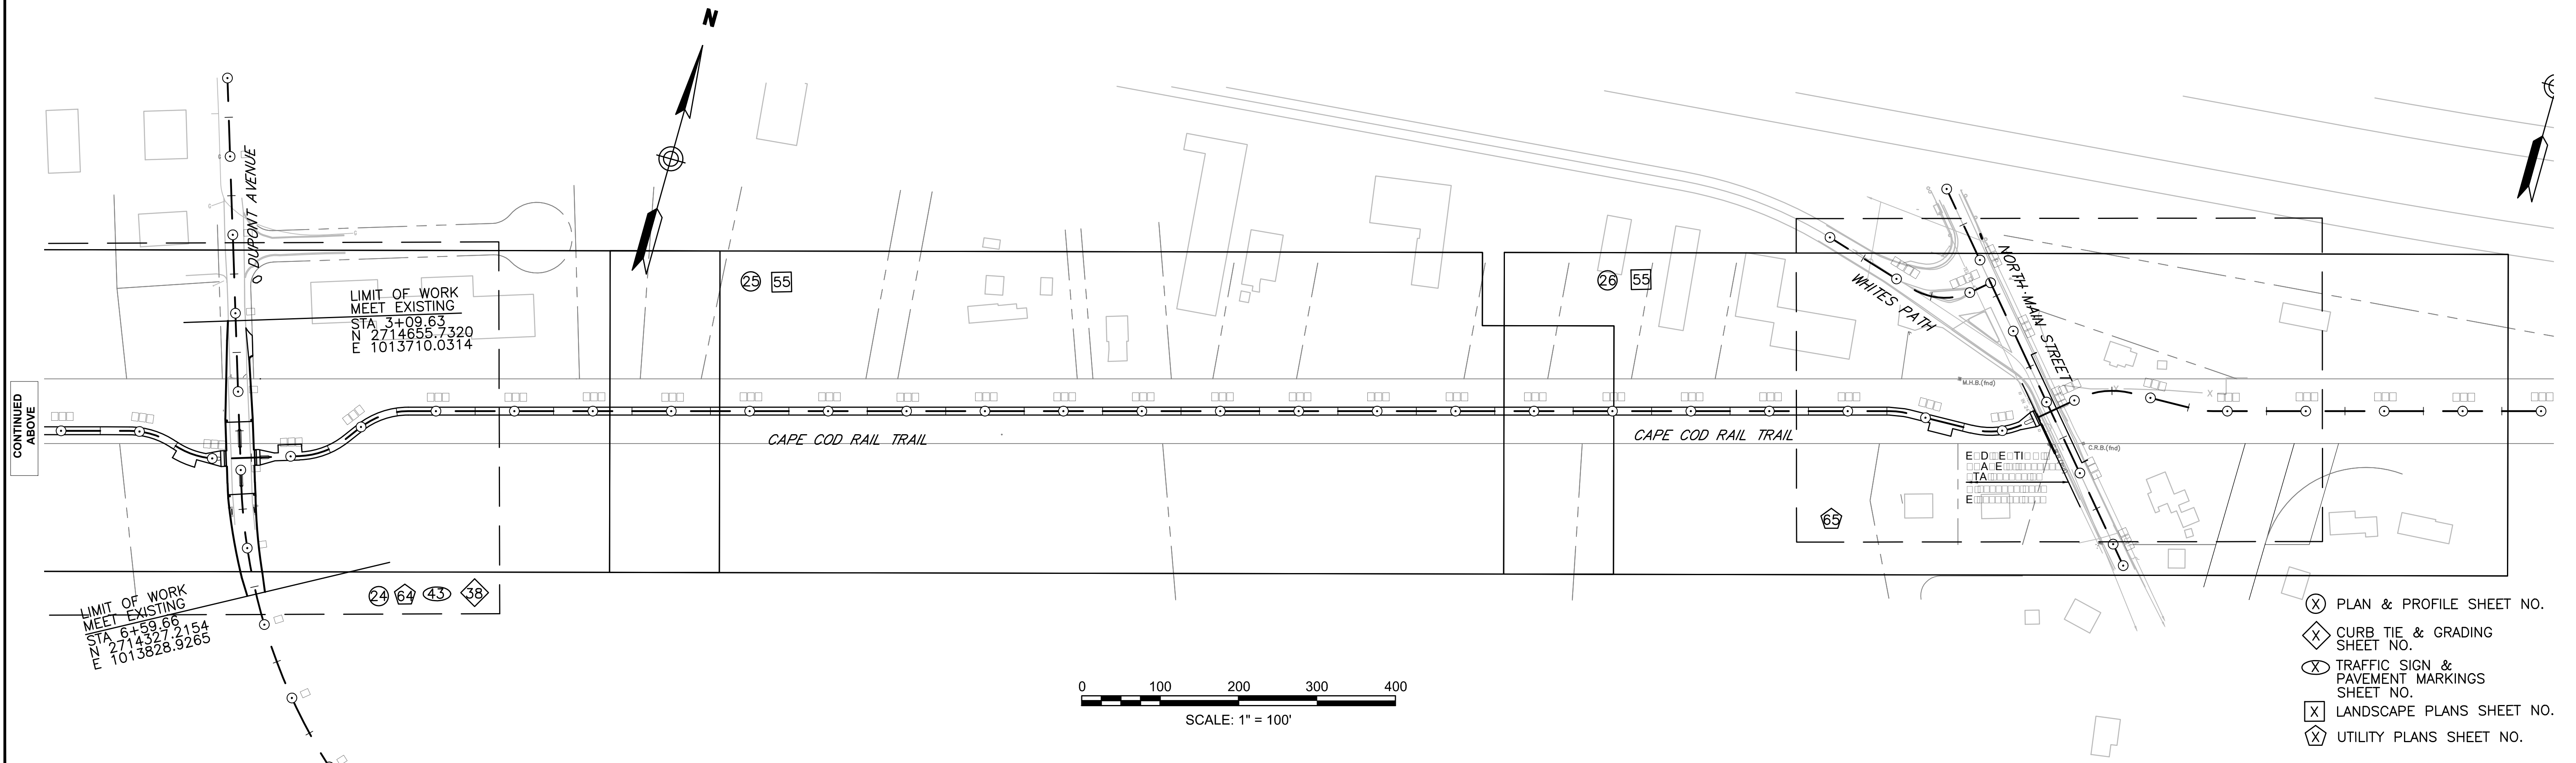 N
DUPONT AVENUE
LIMIT OF WORK
MEET EXISTING
STA 3+09.63
N 2714655.7320
E 1013710.0314
25 55
26 55
WHITES PATH
NORTH MAIN STREET
M.H.B.(fnd)
CONTINUED
ABOVE
CAPE COD RAIL TRAIL
CAPE COD RAIL TRAIL
C.R.B.(fnd)
65
LIMIT OF WORK
MEET EXISTING
STA 6+59.66
N 2714327.2154
E 1013828.9265
24 64 43 38
0 100 200 300 400
SCALE: 1" = 100'
X PLAN & PROFILE SHEET NO.
X CURB TIE & GRADING
SHEET NO.
X TRAFFIC SIGN &
PAVEMENT MARKINGS
SHEET NO.
X LANDSCAPE PLANS SHEET NO.
X UTILITY PLANS SHEET NO.